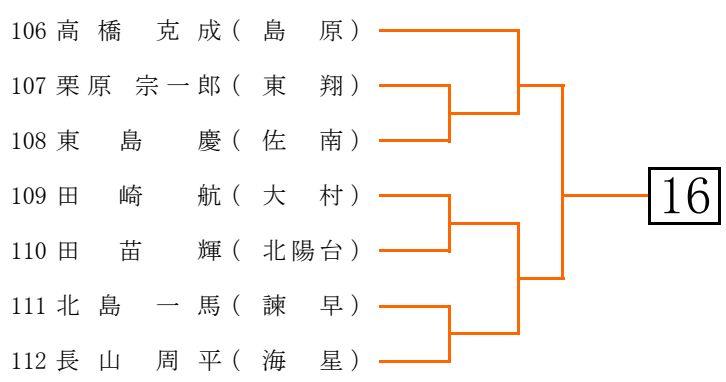 106 高橋 克成(島原)
107 栗原 宗一郎(東翔)
108 東島 慶(佐南)
109 田崎 航(大村)
110 田苗 輝(北陽台)
111 北島 一馬(諫早)
112 長山 周平(海星)
16